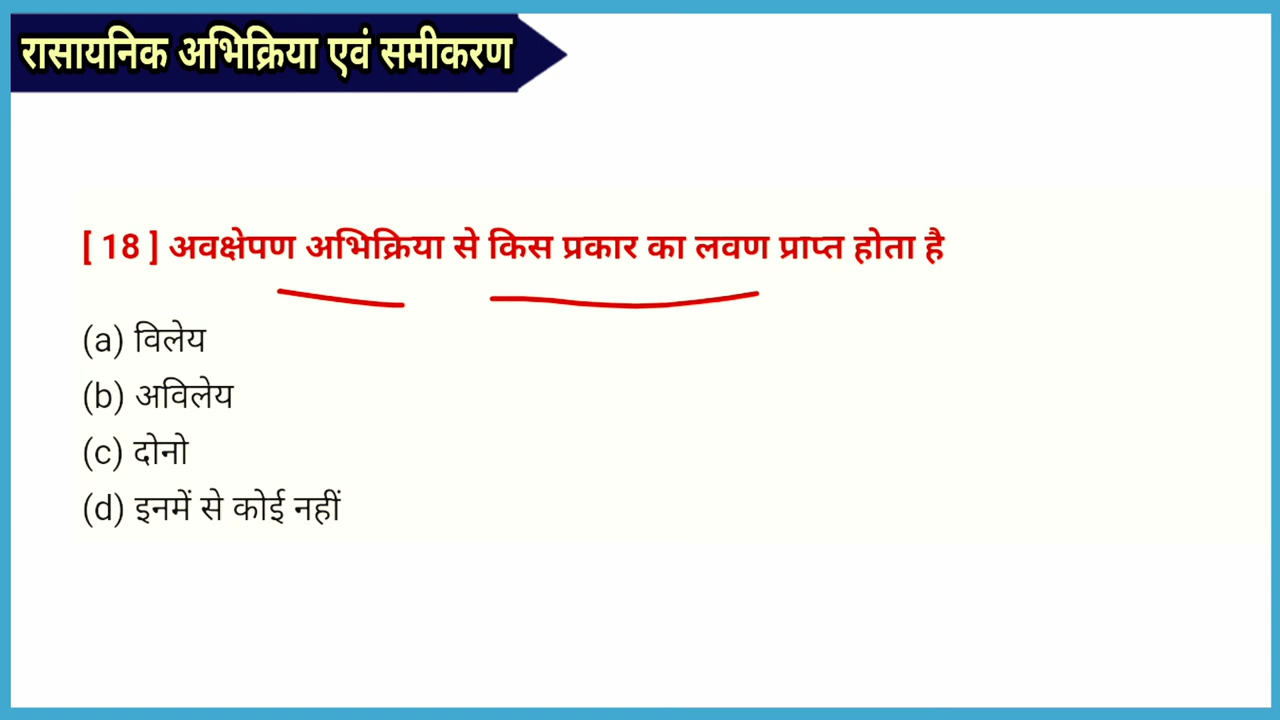 रासायनिक अभिक्रिया एवं समीकरण
[ 18 ] अवक्षेपण अभिक्रिया से किस प्रकार का लवण प्राप्त होता है
(a) विलेय
(b) अविलेय
(c) दोनो
(d) इनमें से कोई नहीं